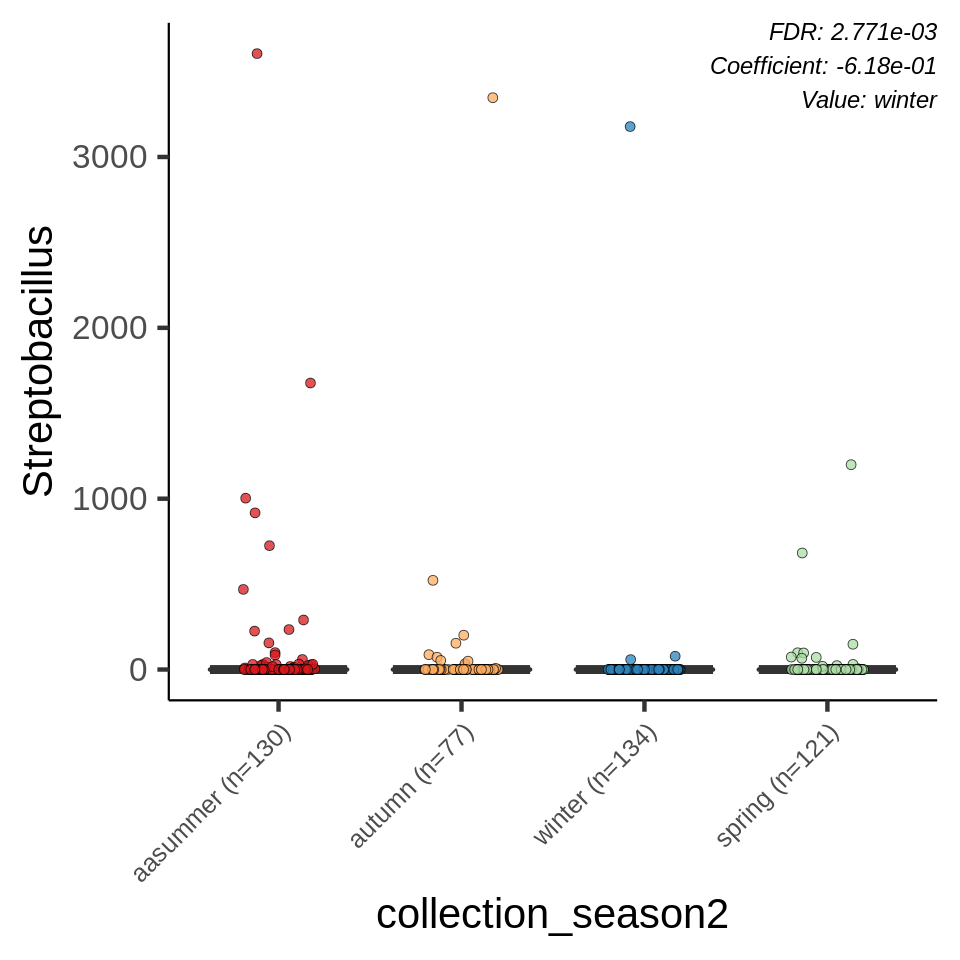 FDR: 2.771e-03
Coefficient: -6.18e-01
Value: winter
Streptobacillus
3000
2000
1000
0
aasummer (n=130)
autumn (n=77)
winter (n=134)
spring (n=121)
collection_season2